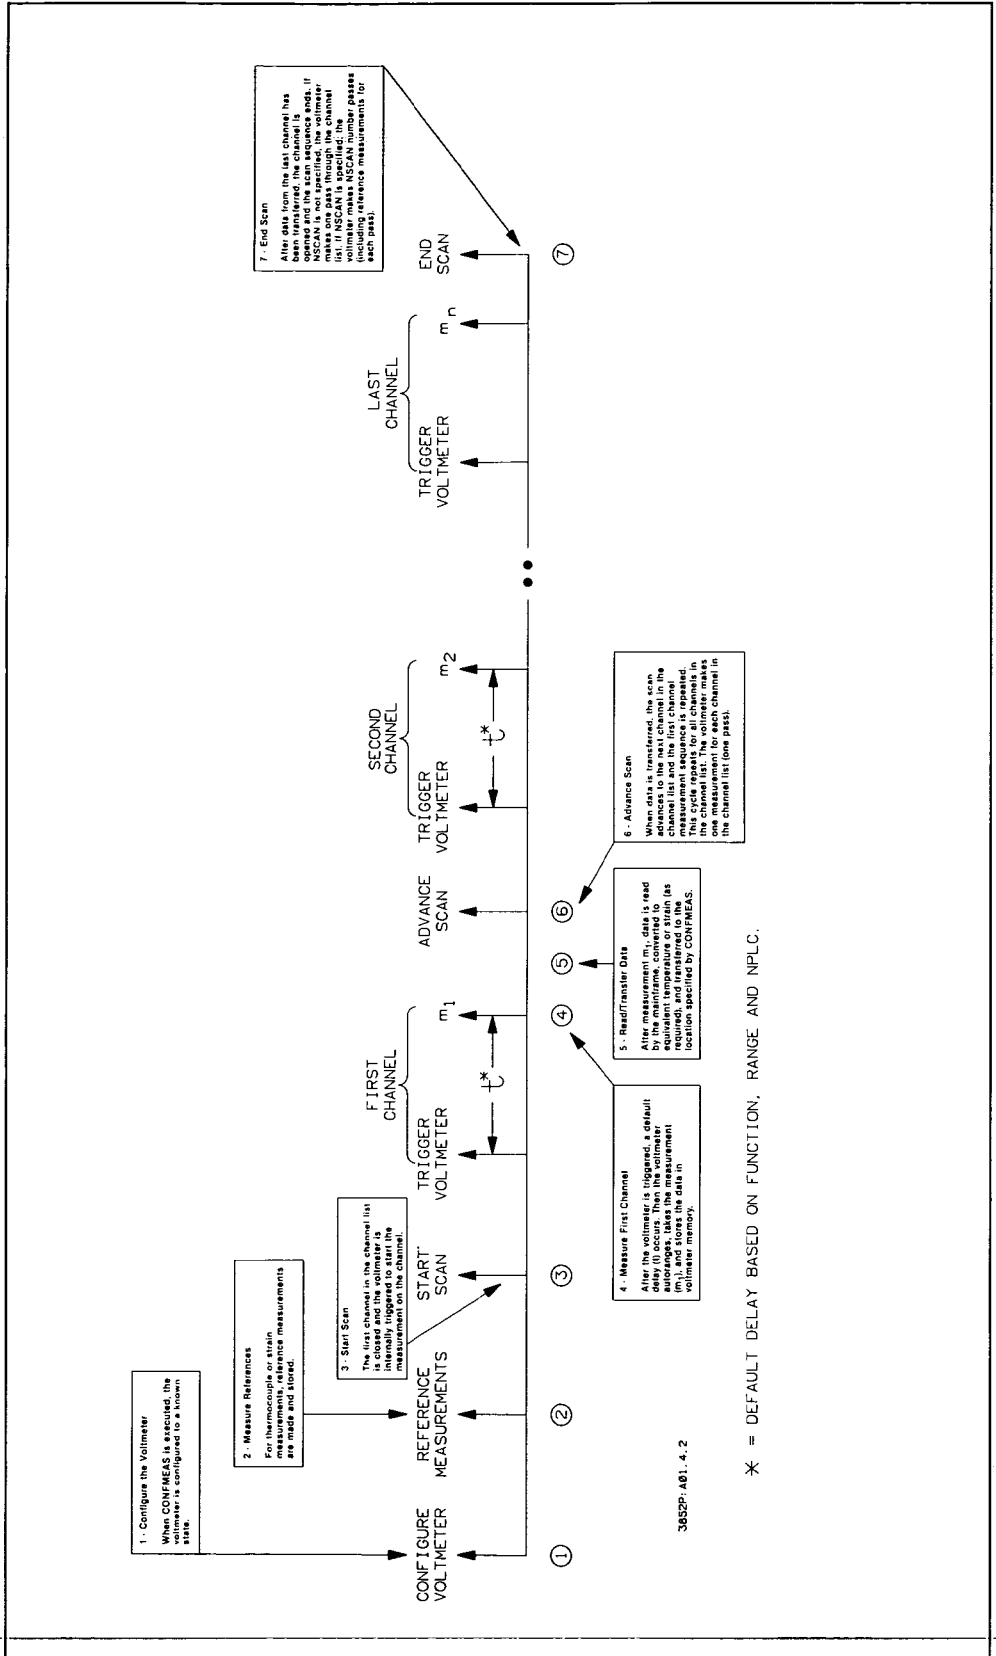 1 - Configure the Voltmeter
When CONFMEAS is executed, the
voltmeter is configured to a known
state.
2 - Measure References
For thermocouple or strain
measurements, reference measurements
are made and stored.
3 - Start Scan
The first channel in the channel list
is closed and the voltmeter is
internally triggered to start the
measurement on the channel.
7 - End Scan
After data from the last channel has
been transferred, the channel is
opened and the scan sequence ends. If
NSCAN is not specified, the voltmeter
makes one pass through the channel
list. If NSCAN is specified, the
voltmeter makes NSCAN number passes
(including reference measurements for
each pass).
CONFIGURE
VOLTMETER
REFERENCE
MEASUREMENTS
START
SCAN
FIRST
CHANNEL
TRIGGER
VOLTMETER
m1
t*
ADVANCE
SCAN
SECOND
CHANNEL
TRIGGER
VOLTMETER
m2
t*
LAST
CHANNEL
TRIGGER
VOLTMETER
mn
END
SCAN
1
2
3
4
5
6
7
4 - Measure First Channel
After the voltmeter is triggered, a default
delay (t) occurs. Then the voltmeter
autoranges, takes the measurement
(m1), and stores the data in
voltmeter memory.
5 - Read/Transfer Data
After measurement m1, data is read
by the mainframe, converted to
equivalent temperature or strain (as
required), and transferred to the
location specified by CONFMEAS.
6 - Advance Scan
When data is transferred, the scan
advances to the next channel in the
channel list and the first channel
measurement sequence is repeated.
This cycle repeats for all channels in
the channel list. The voltmeter makes
one measurement for each channel in
the channel list (one pass).
3852P: A01.4.2
* = DEFAULT DELAY BASED ON FUNCTION, RANGE AND NPLC.